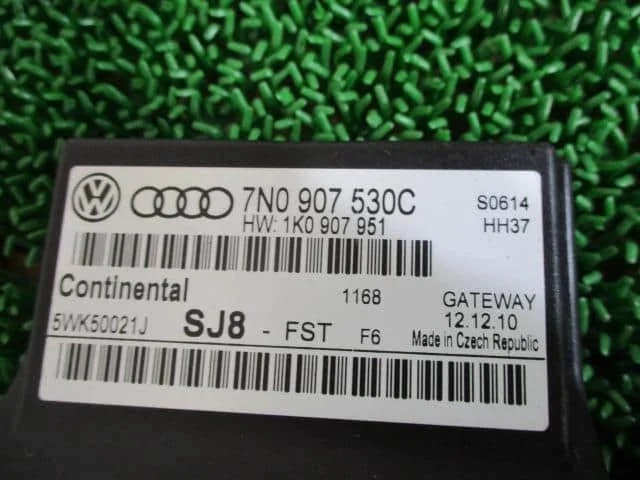 7N0 907 530C
HW: 1K0 907 951
S0614
HH37
Continental
1168
GATEWAY
5WK50021J
SJ8 - FST F6
12.12.10
Made in Czech Republic